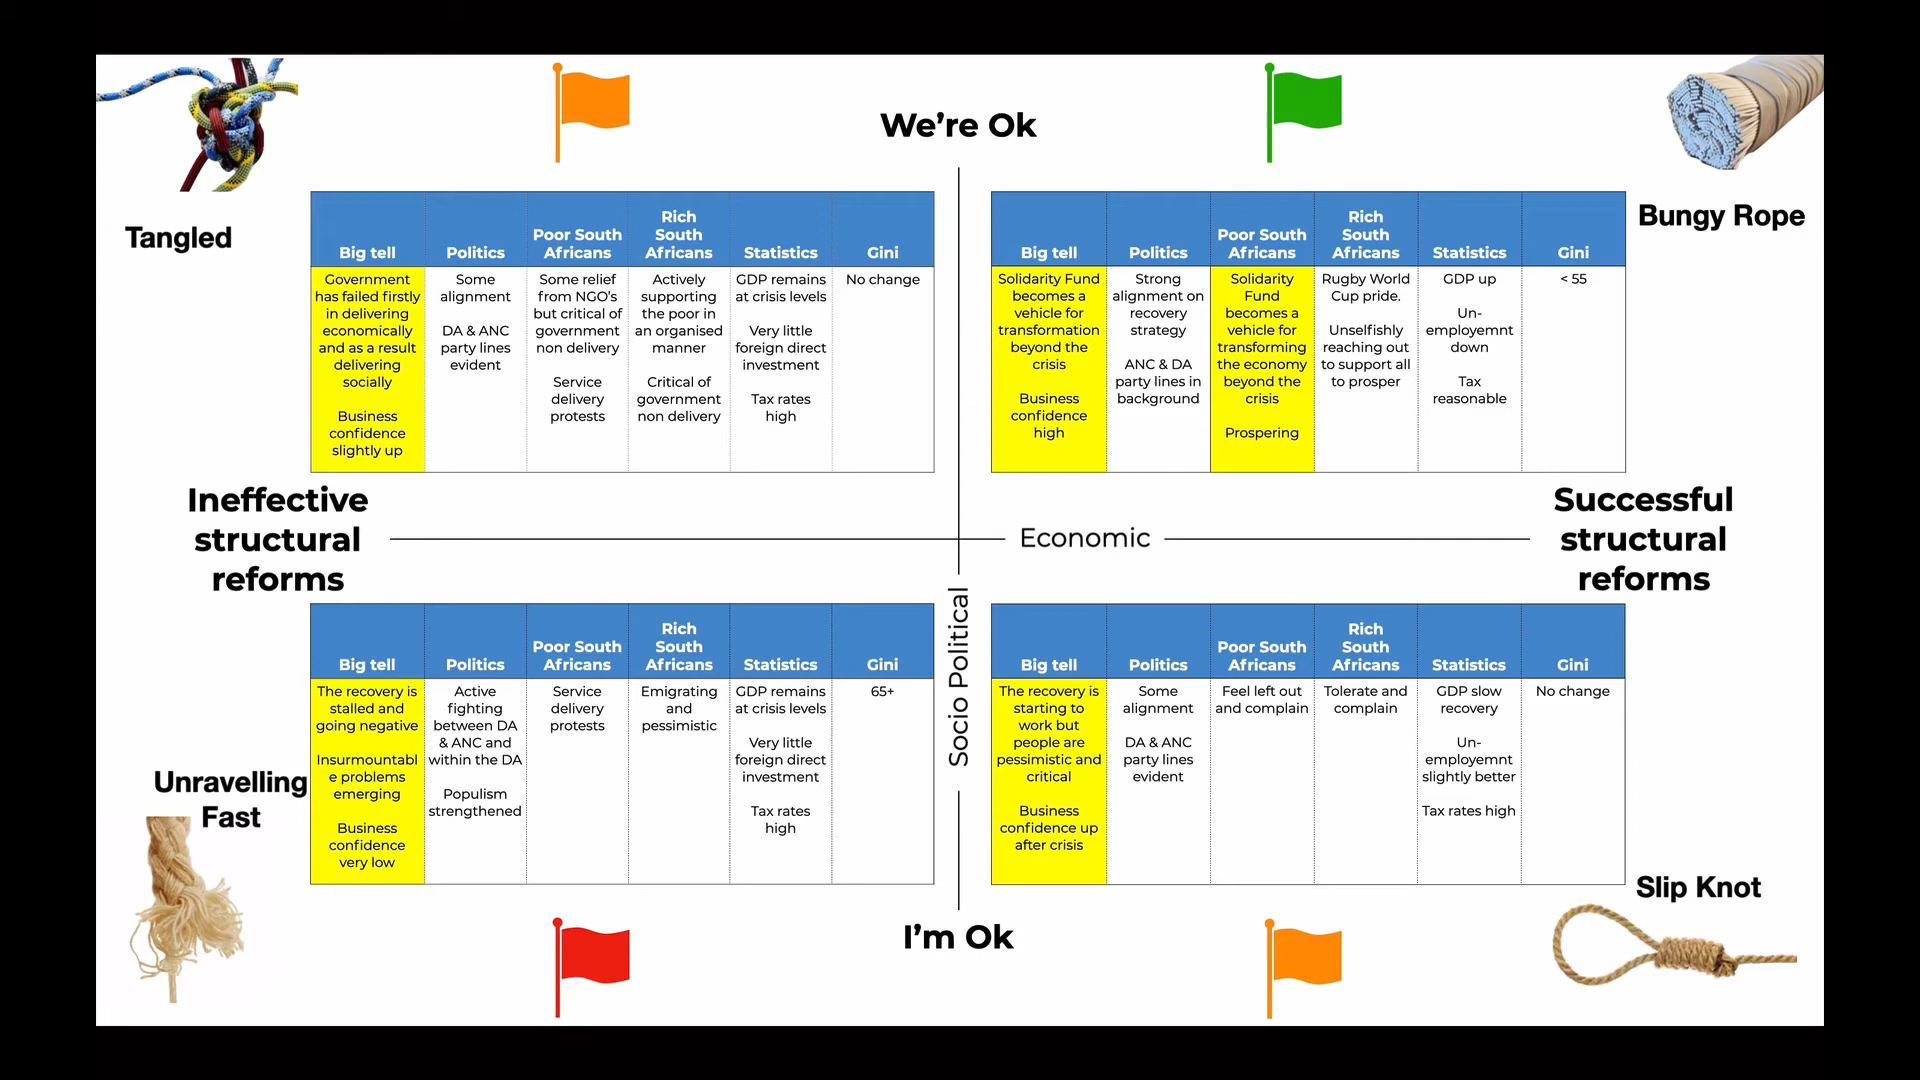 We're Ok
Tangled
Big tell
Politics
Poor South
Africans
Rich
South
Africans
Statistics
Gini
Government
has failed firstly
in delivering
economically
and as a result
delivering
socially
Business
confidence
slightly up
Some
alignment
DA & ANC
party lines
evident
Some relief
from NGO's
but critical of
government
non delivery
Service
delivery
protests
Actively
supporting
the poor in
an organised
manner
Critical of
government
non delivery
GDP remains
at crisis levels
Very little
foreign direct
investment
Tax rates
high
No change
Bungy Rope
Big tell
Politics
Poor South
Africans
Rich
South
Africans
Statistics
Gini
Solidarity Fund
becomes a
vehicle for
transformation
beyond the
crisis
Business
confidence
high
Strong
alignment on
recovery
strategy
ANC & DA
party lines in
background
Solidarity
Fund
becomes a
vehicle for
transforming
the economy
beyond the
crisis
Prospering
Rugby World
Cup pride.
Unselfishly
reaching out
to support all
to prosper
GDP up
Un-
employemnt
down
Tax
reasonable
< 55
Ineffective
structural
reforms
Economic
Successful
structural
reforms
Socio Political
Unravelling
Fast
Big tell
Politics
Poor South
Africans
Rich
South
Africans
Statistics
Gini
The recovery is
stalled and
going negative
Insurmountabl
e problems
emerging
Business
confidence
very low
Active
fighting
between DA
& ANC and
within the DA
Populism
strengthened
Service
delivery
protests
Emigrating
and
pessimistic
GDP remains
at crisis levels
Very little
foreign direct
investment
Tax rates
high
65+
Big tell
Politics
Poor South
Africans
Rich
South
Africans
Statistics
Gini
The recovery is
starting to
work but
people are
pessimistic and
critical
Business
confidence up
after crisis
Some
alignment
DA & ANC
party lines
evident
Feel left out
and complain
Tolerate and
complain
GDP slow
recovery
Un-
employemnt
slightly better
Tax rates high
No change
Slip Knot
I'm Ok